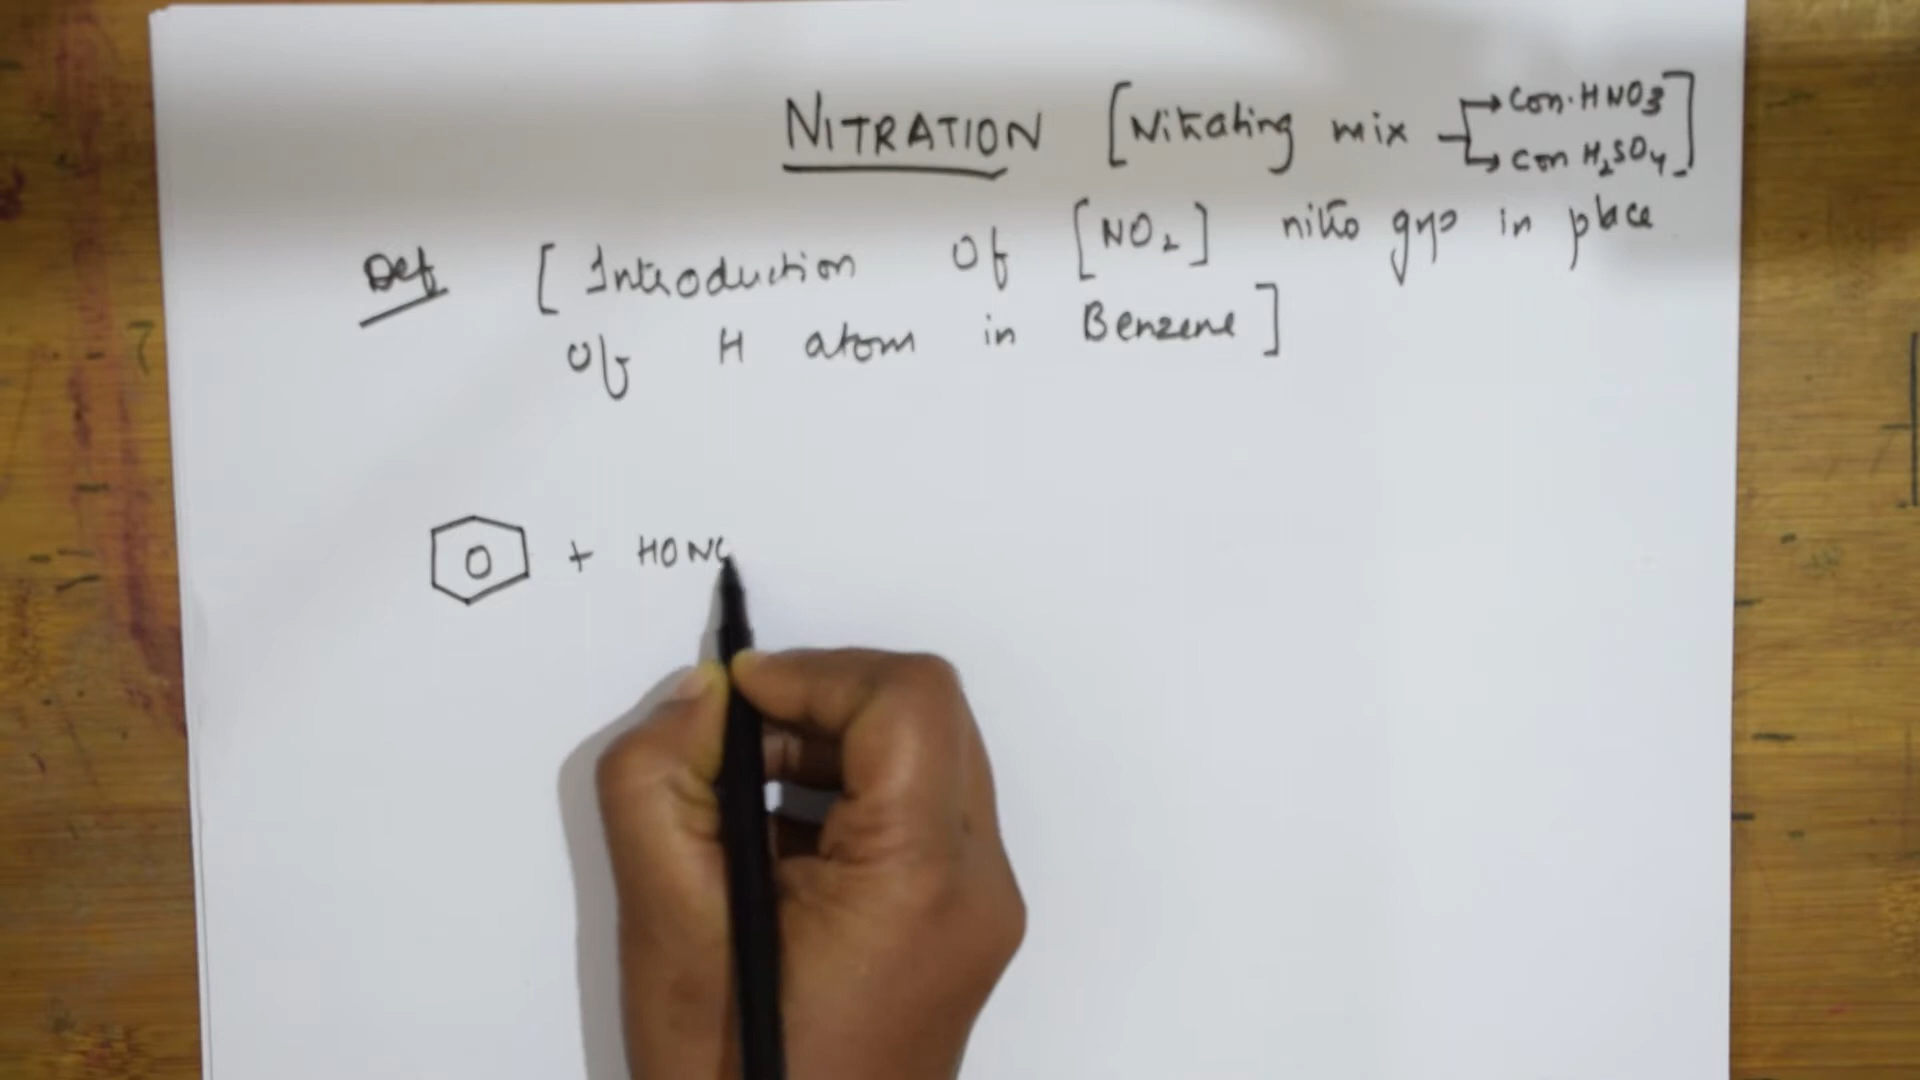 NITRATION [Nitrating mix → Con. HNO3
→ Con H2SO4]
Def [Introduction of [NO2] nitro grp in place
of H atom in Benzene]
+ HONO